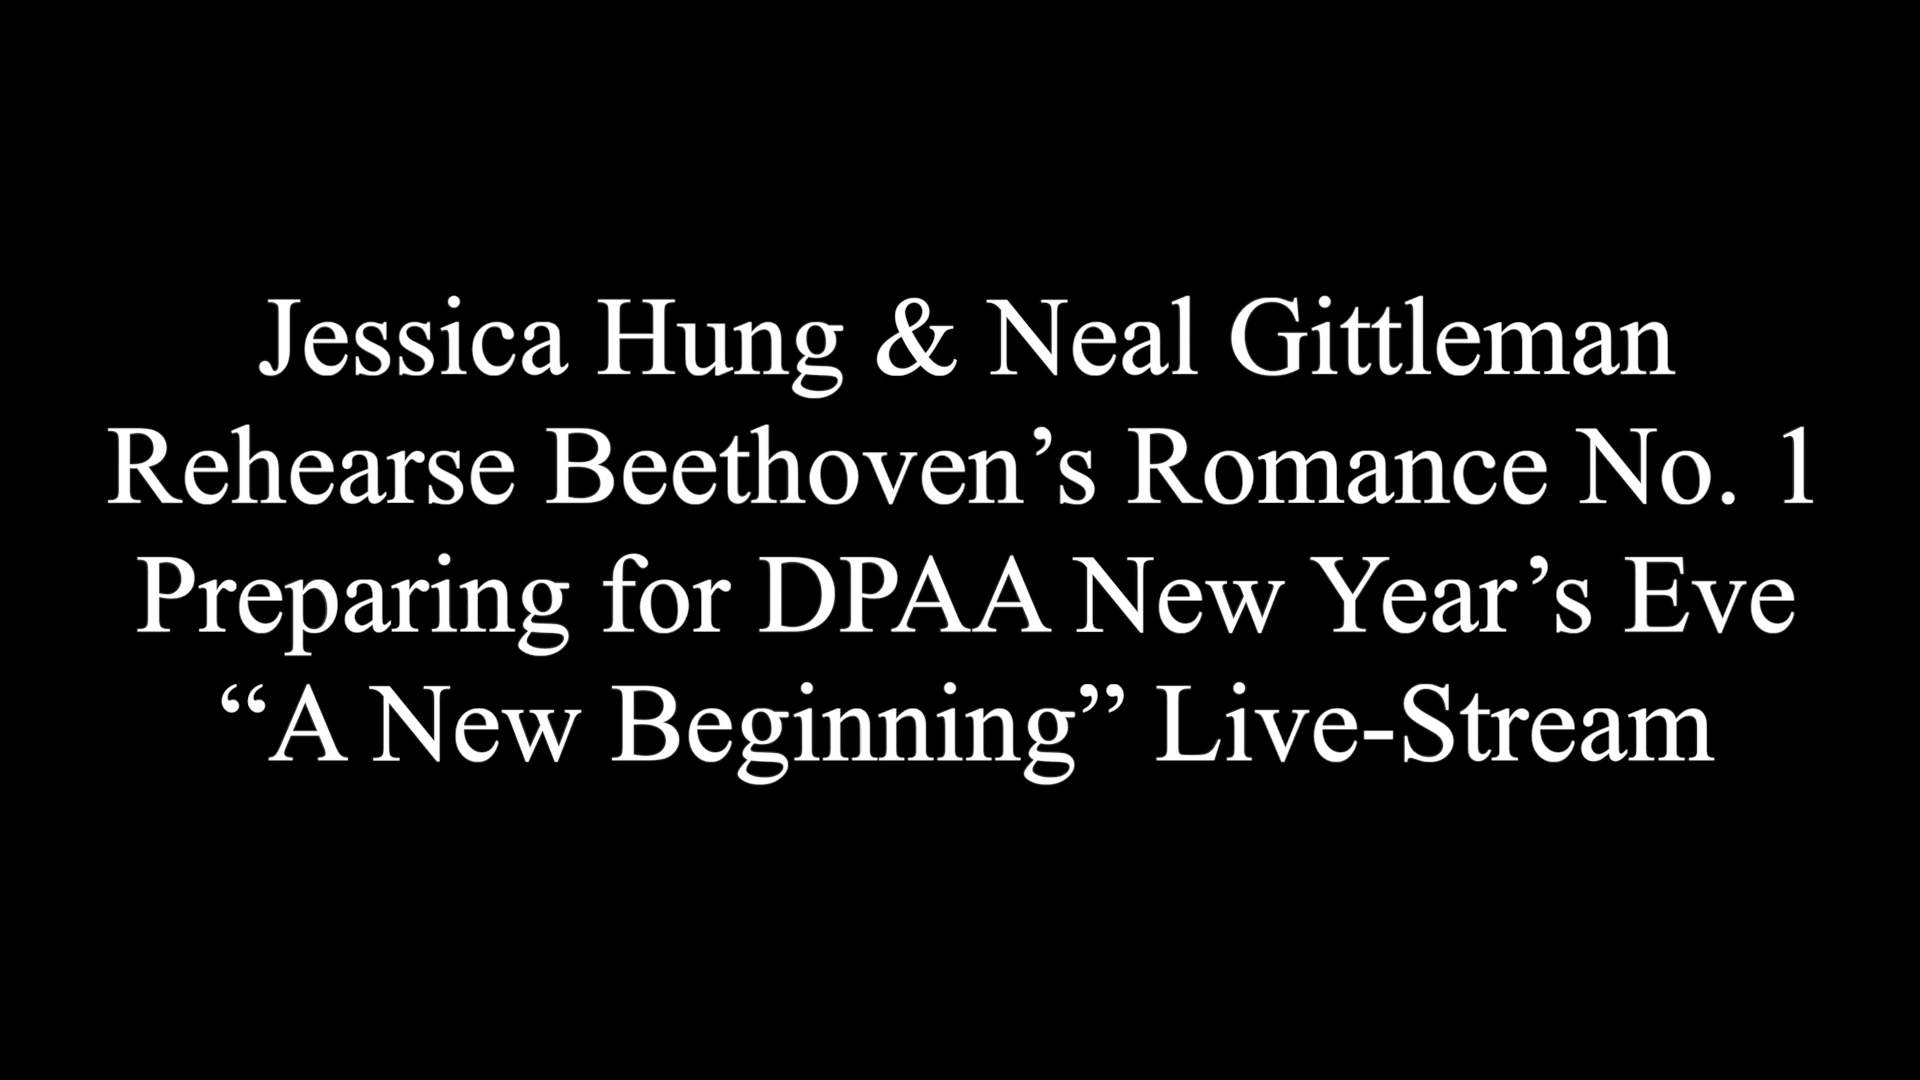 Jessica Hung & Neal Gittleman
Rehearse Beethoven’s Romance No. 1
Preparing for DPAA New Year’s Eve
“A New Beginning” Live-Stream